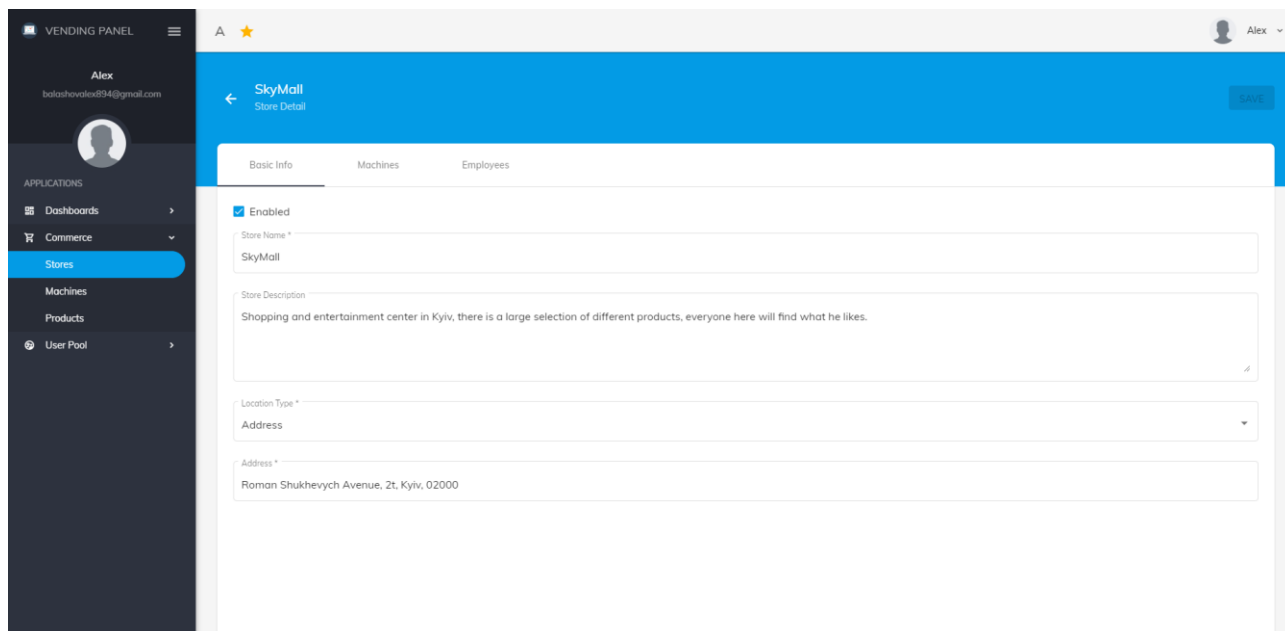 VENDING PANEL
Alex
balashovalex894@gmail.com
APPLICATIONS
Dashboards
Commerce
Stores
Machines
Products
User Pool
A
Alex
SkyMall
Store Detail
SAVE
Basic Info
Machines
Employees
Enabled
Store Name *
SkyMall
Store Description
Shopping and entertainment center in Kyiv, there is a large selection of different products, everyone here will find what he likes.
Location Type *
Address
Address *
Roman Shukhevych Avenue, 2t, Kyiv, 02000